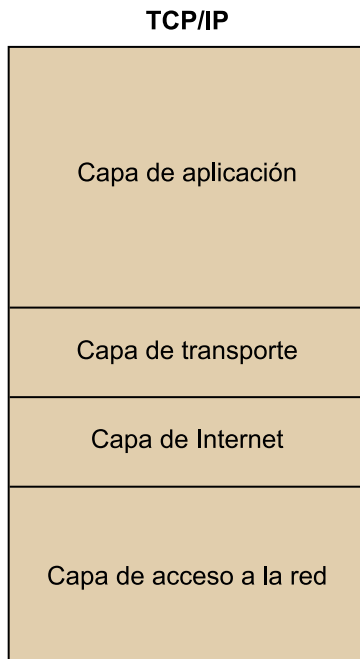 TCP/IP
Capa de aplicación
Capa de transporte
Capa de Internet
Capa de acceso a la red